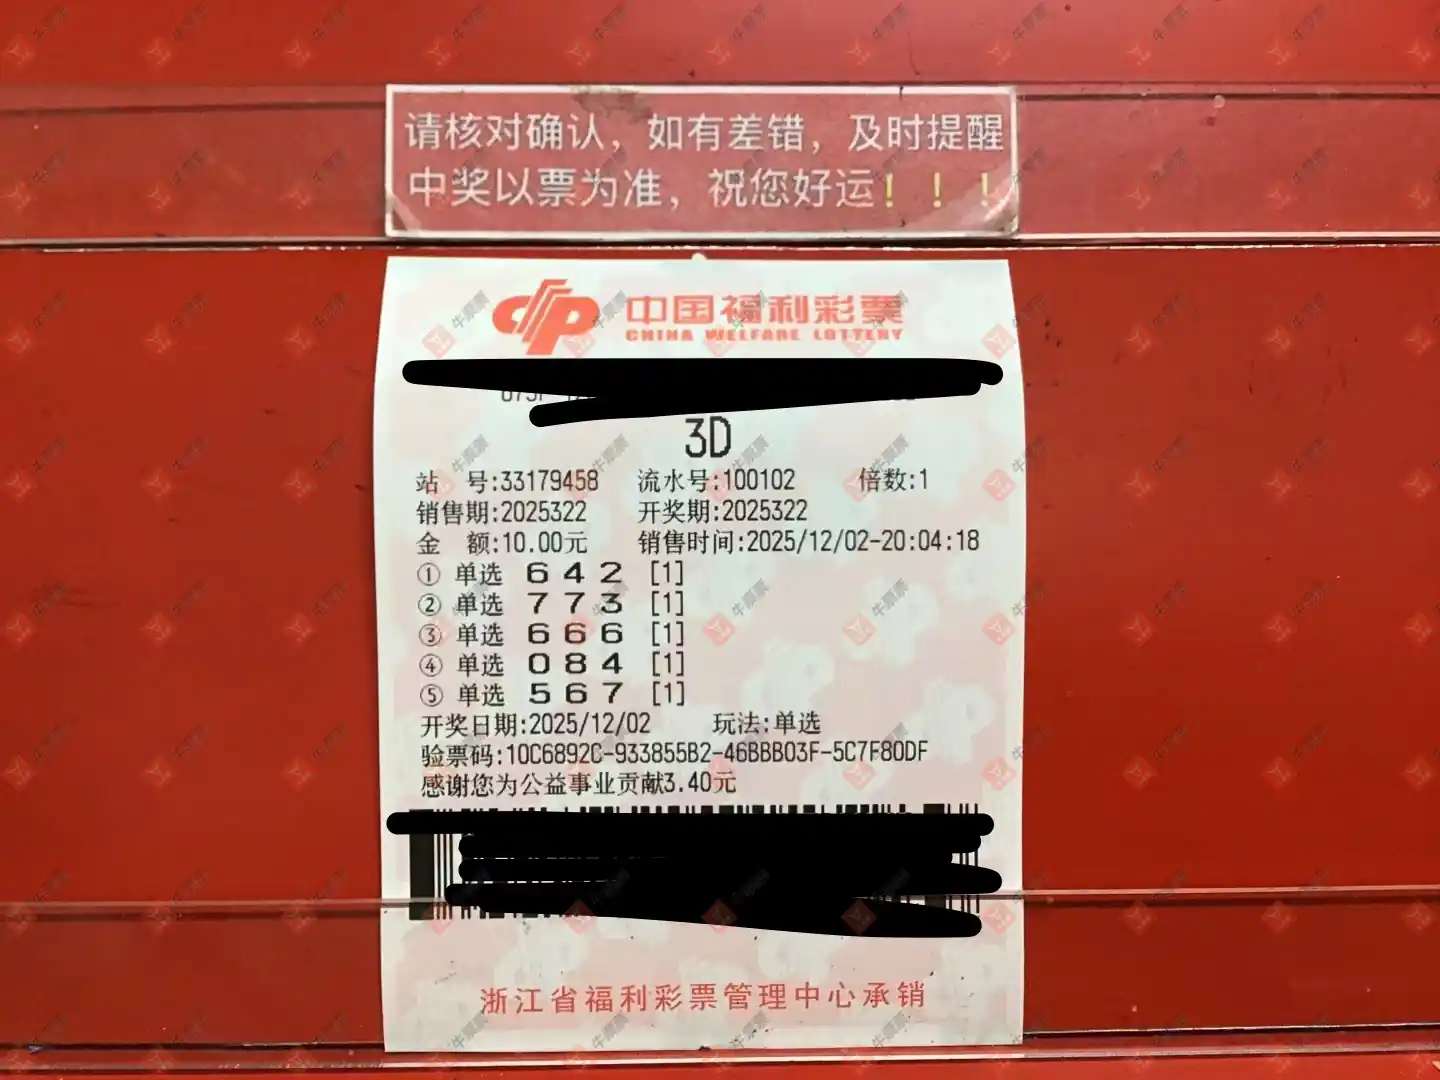 请核对确认，如有差错，及时提醒
中奖以票为准，祝您好运！！！
中国福利彩票
CHINA WELFARE LOTTERY
3D
站 号:33179458 流水号:100102 倍数:1
销售期:2025322 开奖期:2025322
金 额:10.00元 销售时间:2025/12/02-20:04:18
① 单选 6 4 2 [1]
② 单选 7 7 3 [1]
③ 单选 6 6 6 [1]
④ 单选 0 8 4 [1]
⑤ 单选 5 6 7 [1]
开奖日期:2025/12/02 玩法:单选
验票码:10C6892C-933855B2-46BBB03F-5C7F80DF
感谢您为公益事业贡献3.40元
浙江省福利彩票管理中心承销